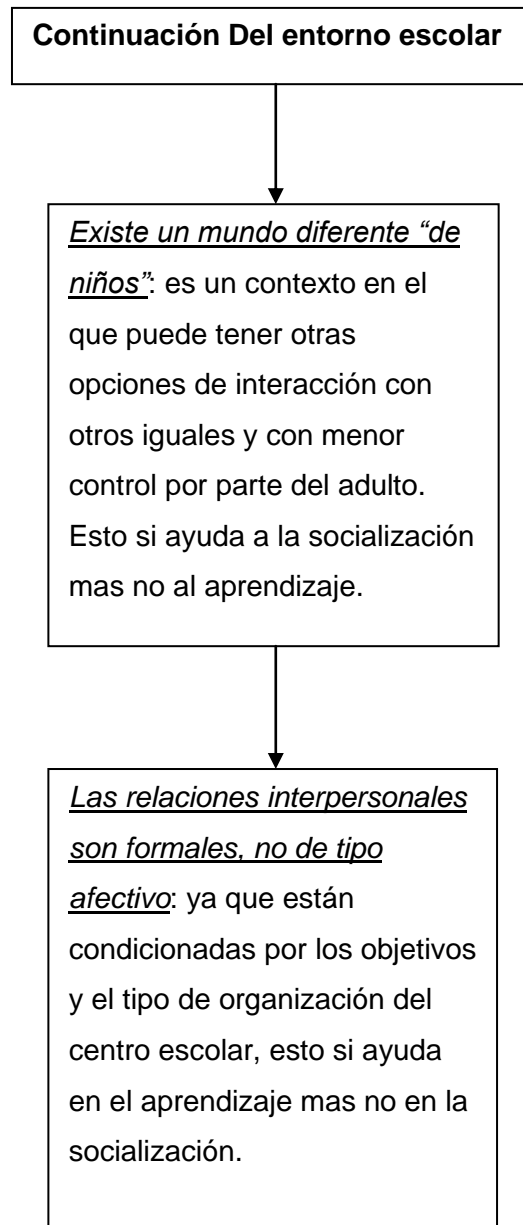 Continuación Del entorno escolar
Existe un mundo diferente “de
niños”: es un contexto en el
que puede tener otras
opciones de interacción con
otros iguales y con menor
control por parte del adulto.
Esto si ayuda a la socialización
mas no al aprendizaje.
Las relaciones interpersonales
son formales, no de tipo
afectivo: ya que están
condicionadas por los objetivos
y el tipo de organización del
centro escolar, esto si ayuda
en el aprendizaje mas no en la
socialización.